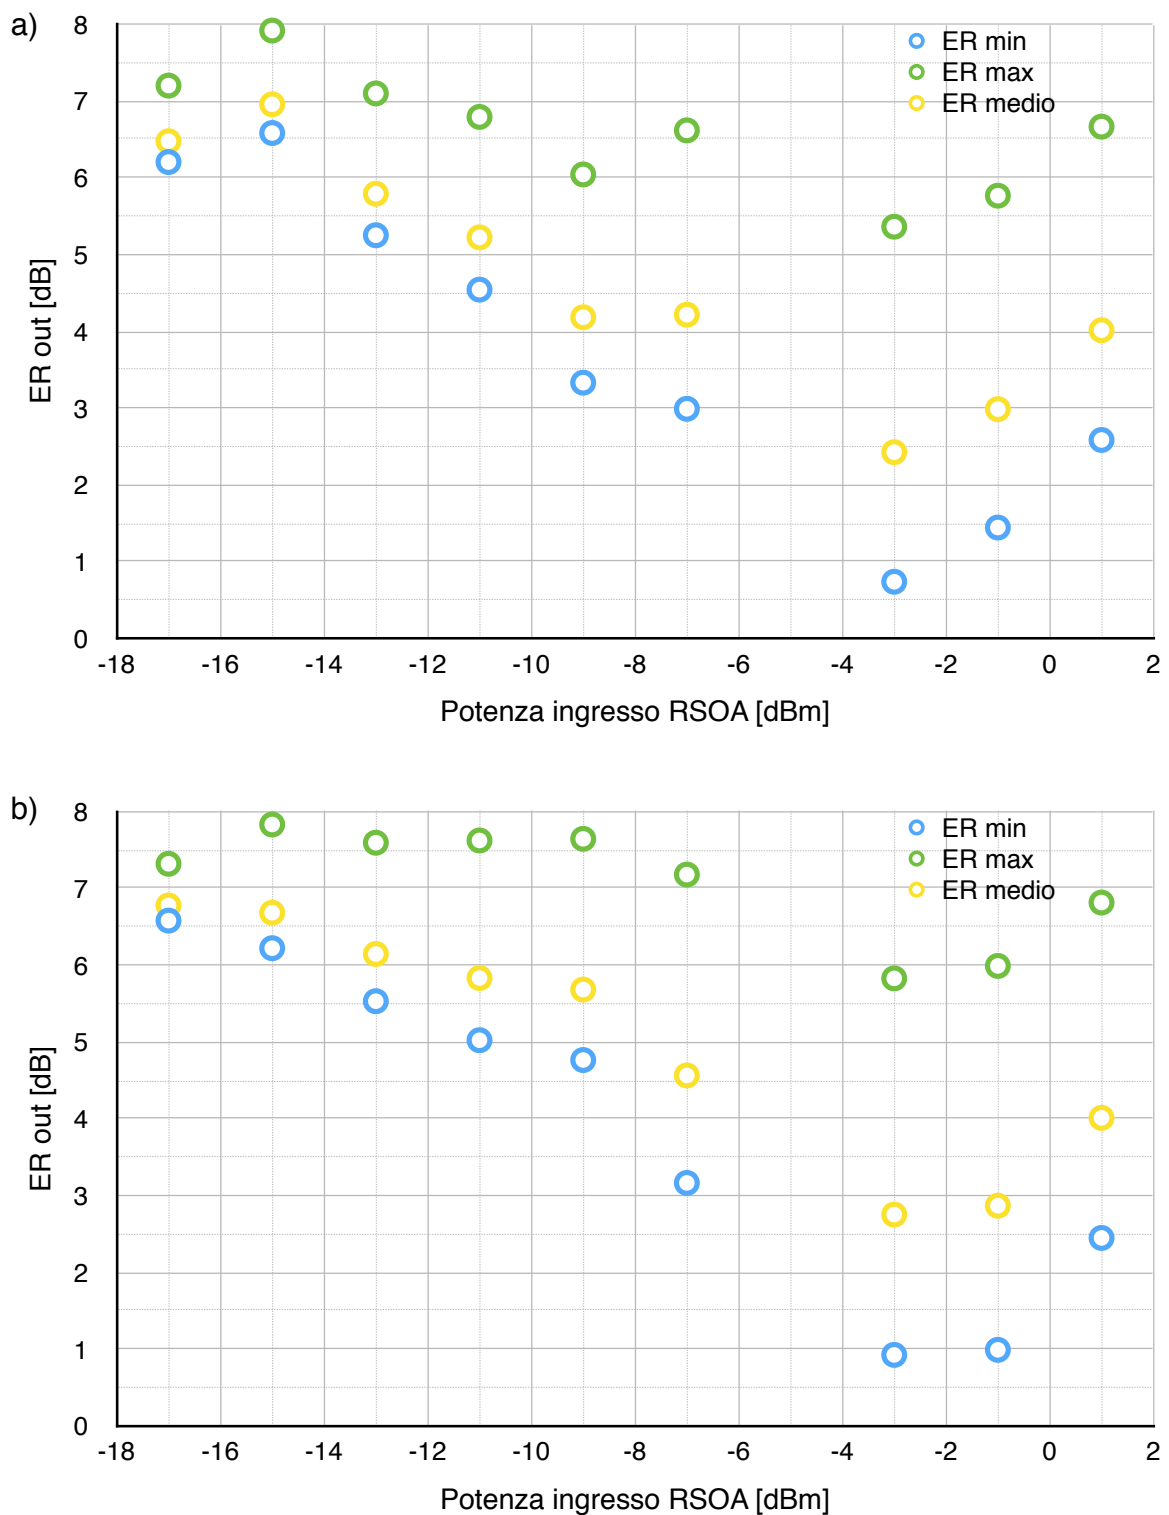 a)
8
7
6
5
4
3
2
1
0
ER out [dB]
ER min
ER max
ER medio
-18 -16 -14 -12 -10 -8 -6 -4 -2 0 2
Potenza ingresso RSOA [dBm]
b)
8
7
6
5
4
3
2
1
0
ER out [dB]
ER min
ER max
ER medio
-18 -16 -14 -12 -10 -8 -6 -4 -2 0 2
Potenza ingresso RSOA [dBm]